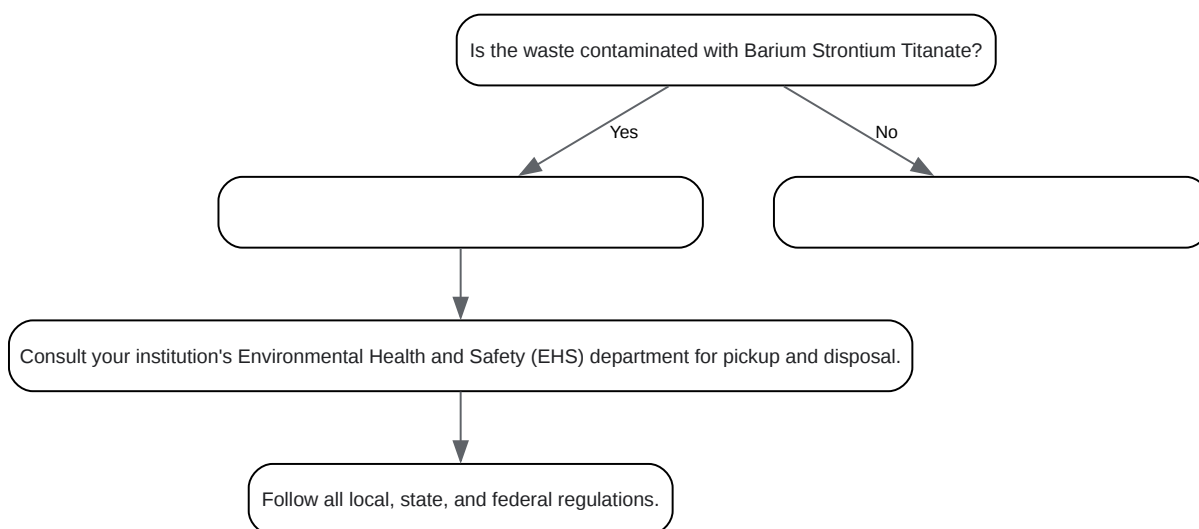 Is the waste contaminated with Barium Strontium Titanate?
Yes
No
Consult your institution's Environmental Health and Safety (EHS) department for pickup and disposal.
Follow all local, state, and federal regulations.